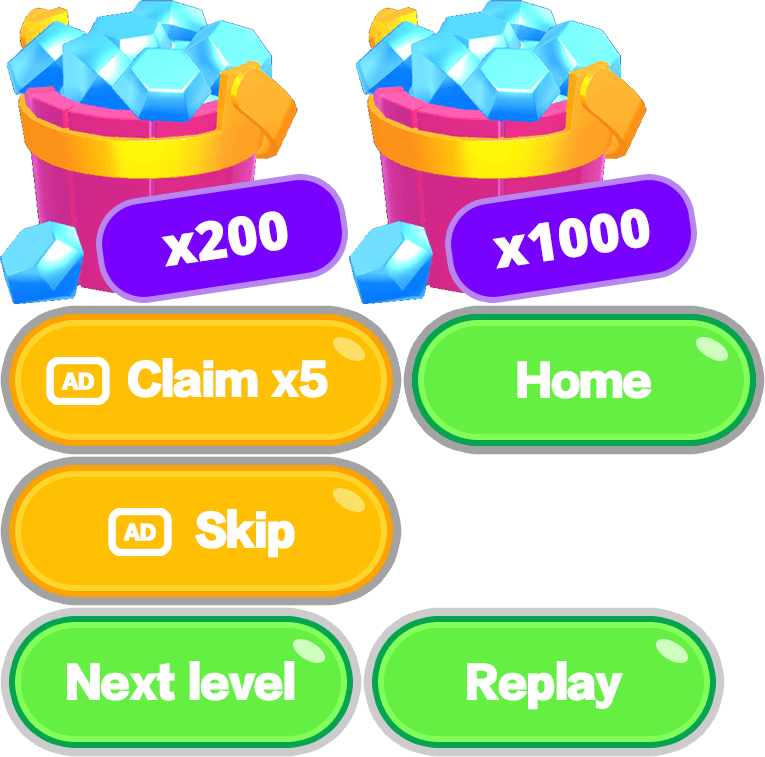 x200
x1000
AD Claim x5
Home
AD Skip
Next level
Replay